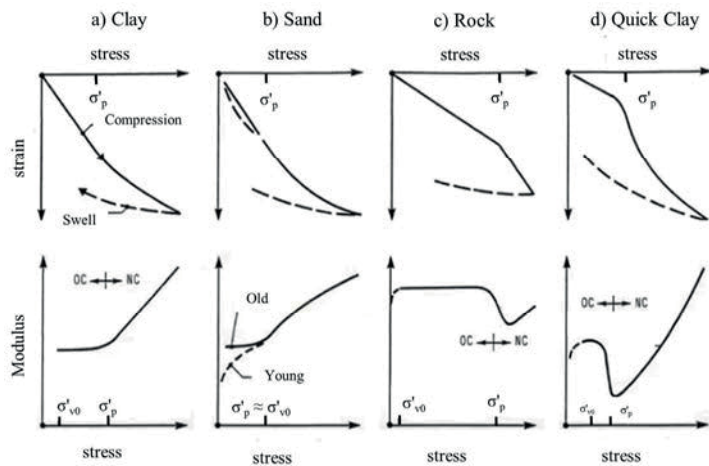 a) Clay
b) Sand
c) Rock
d) Quick Clay
stress
stress
stress
stress
σ'p
σ'p
σ'p
σ'p
Compression
Swell
strain
OC NC
Old
Young
OC NC
OC NC
Modulus
σ'v0 σ'p
σ'p ≈ σ'v0
σ'v0 σ'p
σ'v0 σ'p
stress
stress
stress
stress